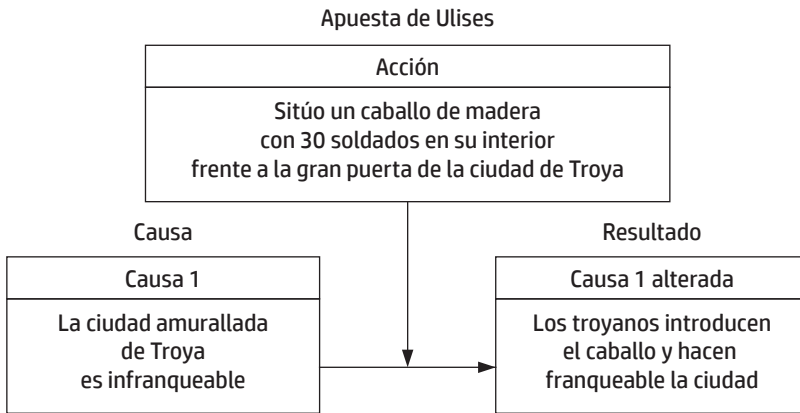 Apuesta de Ulises
Acción
Sitúo un caballo de madera
con 30 soldados en su interior
frente a la gran puerta de la ciudad de Troya
Causa
Causa 1
La ciudad amurallada
de Troya
es infranqueable
Resultado
Causa 1 alterada
Los troyanos introducen
el caballo y hacen
franqueable la ciudad